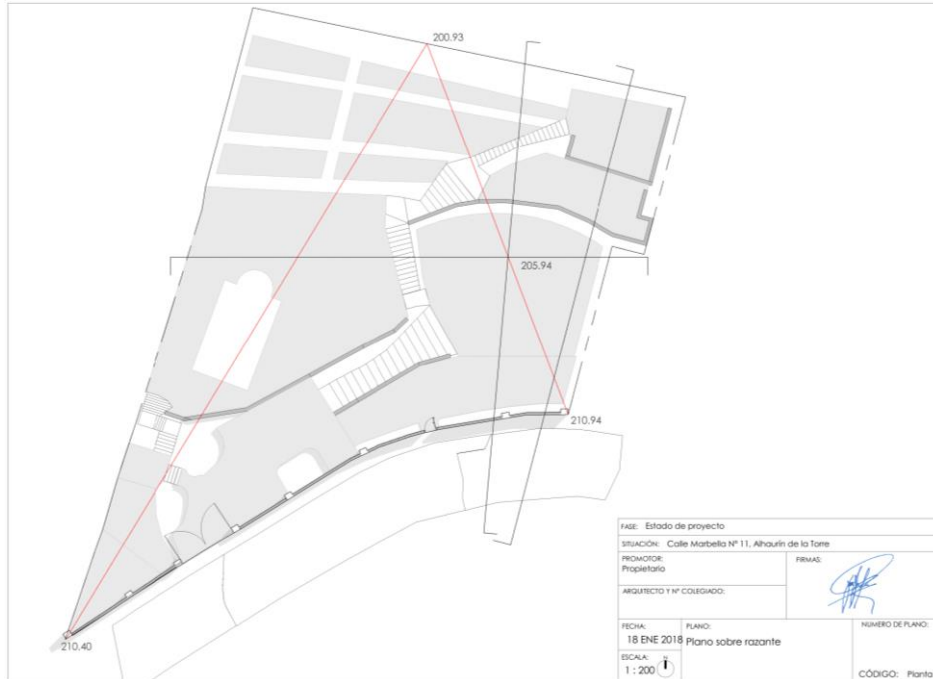 200.93
205.94
210.94
210.40
FASE: Estado de proyecto
SITUACIÓN: Calle Marbella Nº 11, Alhaurín de la Torre
PROMOTOR:
Propietario
FIRMAS:
ARQUITECTO Y Nº COLEGIADO:
FECHA:
18 ENE 2018
PLANO:
Plano sobre razante
NUMERO DE PLANO:
ESCALA:
1 : 200
N
CÓDIGO: Planta